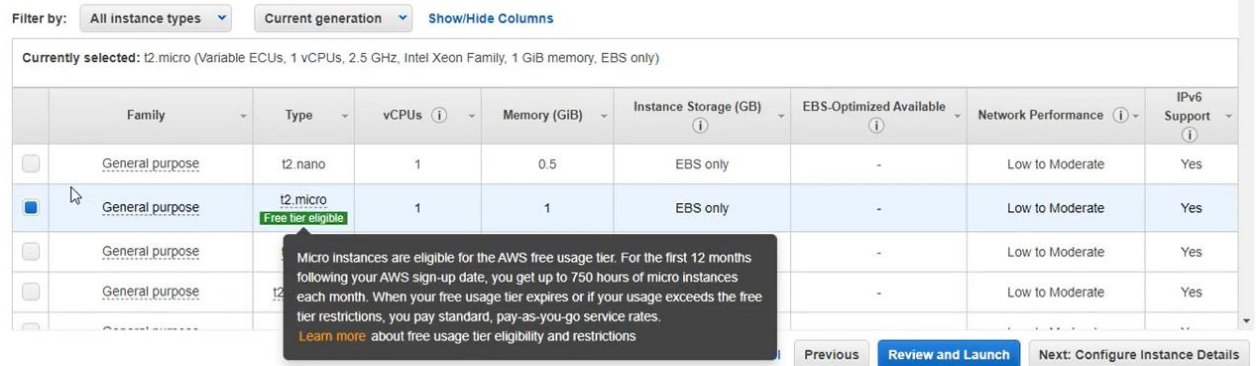 Filter by: All instance types Current generation Show/Hide Columns
Currently selected: t2.micro (Variable ECUs, 1 vCPUs, 2.5 GHz, Intel Xeon Family, 1 GiB memory, EBS only)
Family Type vCPUs Memory (GiB) Instance Storage (GB) EBS-Optimized Available Network Performance IPv6 Support
General purpose t2.nano 1 0.5 EBS only - Low to Moderate Yes
General purpose t2.micro 1 1 EBS only - Low to Moderate Yes
Free tier eligible
General purpose - Low to Moderate Yes
General purpose t2 - Low to Moderate Yes
Micro instances are eligible for the AWS free usage tier. For the first 12 months
following your AWS sign-up date, you get up to 750 hours of micro instances
each month. When your free usage tier expires or if your usage exceeds the free
tier restrictions, you pay standard, pay-as-you-go service rates.
Learn more about free usage tier eligibility and restrictions
Previous Review and Launch Next: Configure Instance Details